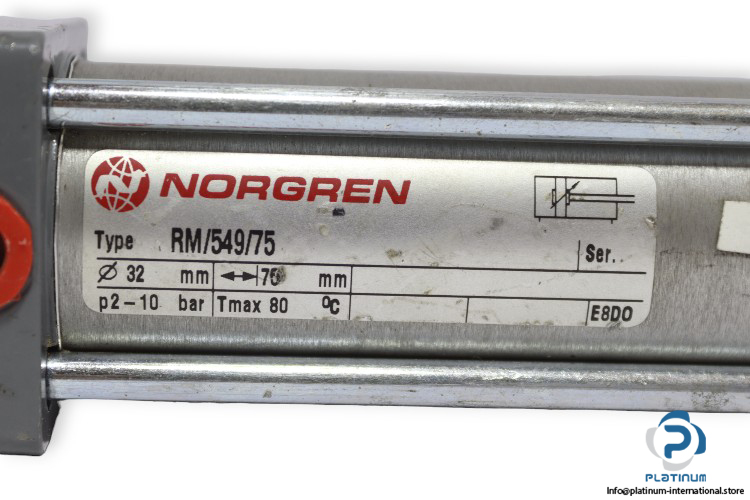 NORGREN
Type RM/549/75
Ser.
Ø 32 mm ↔ 75 mm
p2-10 bar Tmax 80 °C
E8D0
PLATINUM
Info@platinum-international.store